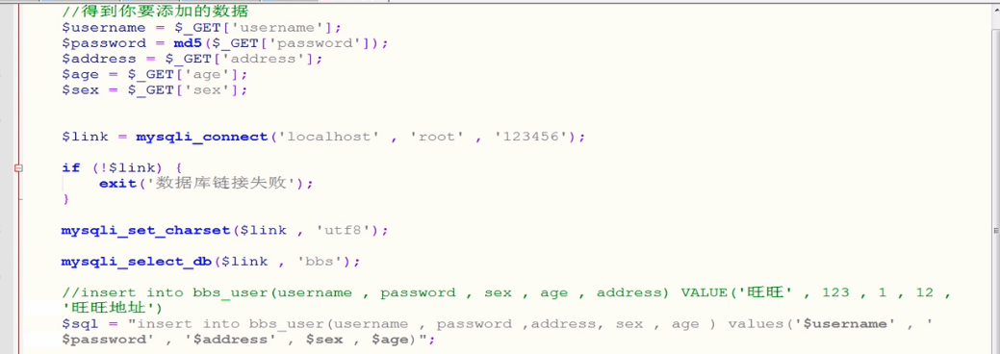 //得到你要添加的数据
$username = $_GET['username'];
$password = md5($_GET['password']);
$address = $_GET['address'];
$age = $_GET['age'];
$sex = $_GET['sex'];
$link = mysqli_connect('localhost' , 'root' , '123456');
if (!$link) {
exit('数据库链接失败');
}
mysqli_set_charset($link , 'utf8');
mysqli_select_db($link , 'bbs');
//insert into bbs_user(username , password , sex , age , address) VALUE('旺旺' , 123 , 1 , 12 ,
'旺旺地址')
$sql = "insert into bbs_user(username , password ,address, sex , age ) values('$username' , '
$password' , '$address' , $sex , $age)";